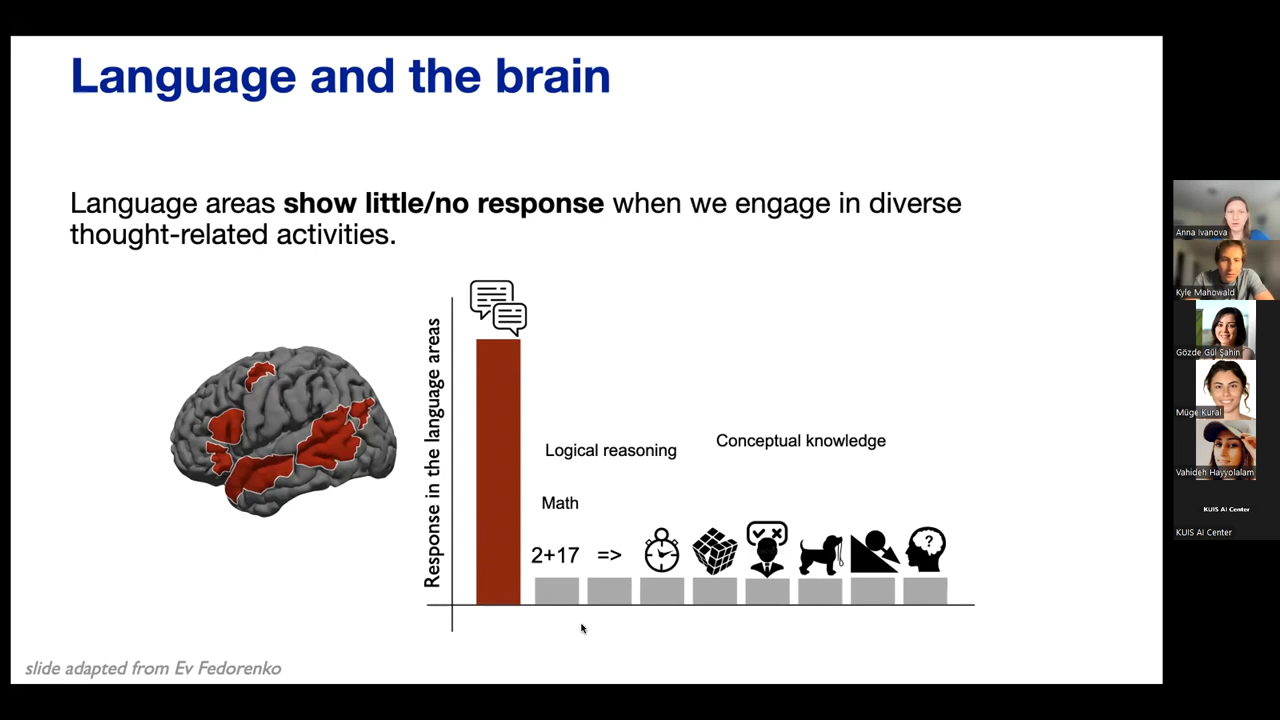 Language and the brain
Language areas show little/no response when we engage in diverse
thought-related activities.
Response in the language areas
Logical reasoning
Conceptual knowledge
Math
2+17
=>
?
slide adapted from Ev Fedorenko
Anna Ivanova
Kyle Mahowald
Gözde Gül Şahin
Müge Kural
Vahideh Hayyolalam
KUIS AI Center
KUIS AI Center